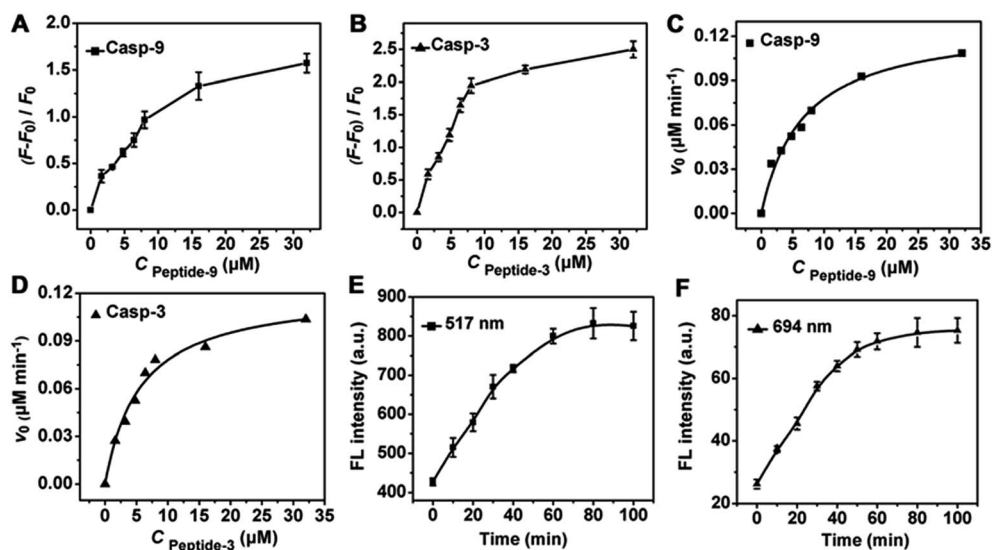 A
2.0
1.5
1.0
0.5
0.0
(F-F₀) / F₀
Casp-9
0 5 10 15 20 25 30
C Peptide-9 (µM)
B
2.5
2.0
1.5
1.0
0.5
0.0
(F-F₀) / F₀
Casp-3
0 5 10 15 20 25 30
C Peptide-3 (µM)
C
0.12
0.09
0.06
0.03
0.00
v₀ (µM min⁻¹)
Casp-9
0 5 10 15 20 25 30 35
C Peptide-9 (µM)
D
0.12
0.09
0.06
0.03
0.00
v₀ (µM min⁻¹)
Casp-3
0 5 10 15 20 25 30 35
C Peptide-3 (µM)
E
900
800
700
600
500
400
FL intensity (a.u.)
517 nm
0 20 40 60 80 100
Time (min)
F
80
60
40
20
FL intensity (a.u.)
694 nm
0 20 40 60 80 100
Time (min)